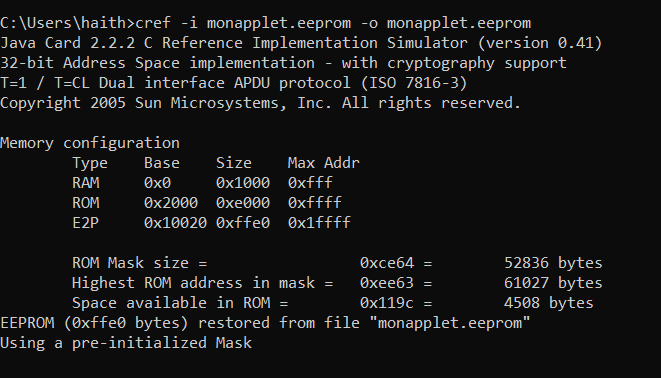 C:\Users\haith>cref -i monapplet.eeprom -o monapplet.eeprom
Java Card 2.2.2 C Reference Implementation Simulator (version 0.41)
32-bit Address Space implementation - with cryptography support
T=1 / T=CL Dual interface APDU protocol (ISO 7816-3)
Copyright 2005 Sun Microsystems, Inc. All rights reserved.
Memory configuration
Type Base Size Max Addr
RAM 0x0 0x1000 0xfff
ROM 0x2000 0xe000 0xffff
E2P 0x10020 0xffe0 0x1ffff
ROM Mask size = 0xce64 = 52836 bytes
Highest ROM address in mask = 0xee63 = 61027 bytes
Space available in ROM = 0x119c = 4508 bytes
EEPROM (0xffe0 bytes) restored from file "monapplet.eeprom"
Using a pre-initialized Mask